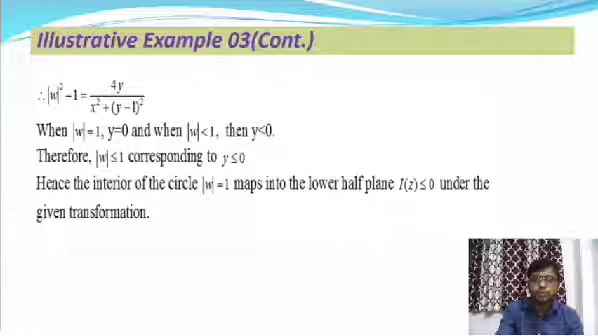 Illustrative Example 03(Cont.)
∴|w|² −1 = 4y / x² + (y −1)²
When |w| = 1, y=0 and when |w| < 1, then y<0.
Therefore, |w| ≤ 1 corresponding to y ≤ 0
Hence the interior of the circle |w| = 1 maps into the lower half plane I(z) ≤ 0 under the
given transformation.